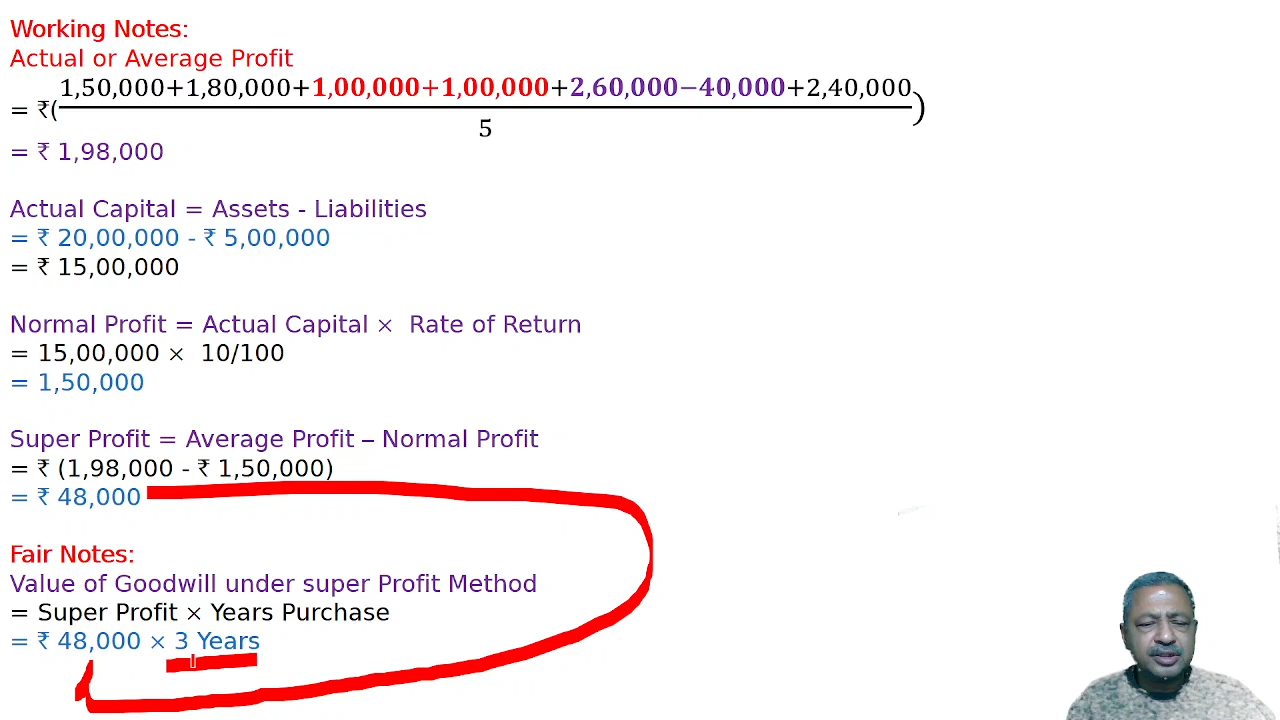 Working Notes:
Actual or Average Profit
= ₹(1,50,000+1,80,000+1,00,000+1,00,000+2,60,000−40,000+2,40,000)
5
= ₹ 1,98,000
Actual Capital = Assets - Liabilities
= ₹ 20,00,000 - ₹ 5,00,000
= ₹ 15,00,000
Normal Profit = Actual Capital × Rate of Return
= 15,00,000 × 10/100
= 1,50,000
Super Profit = Average Profit – Normal Profit
= ₹ (1,98,000 - ₹ 1,50,000)
= ₹ 48,000
Fair Notes:
Value of Goodwill under super Profit Method
= Super Profit × Years Purchase
= ₹ 48,000 × 3 Years